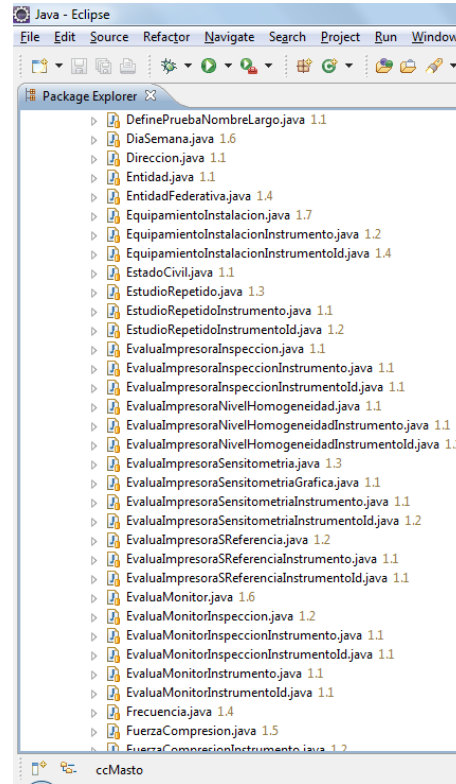 Java - Eclipse
File Edit Source Refactor Navigate Search Project Run Window
Package Explorer
DefinePruebaNombreLargo.java 1.1
DiaSemana.java 1.6
Direccion.java 1.1
Entidad.java 1.1
EntidadFederativa.java 1.4
EquipamientoInstalacion.java 1.7
EquipamientoInstalacionInstrumento.java 1.2
EquipamientoInstalacionInstrumentoId.java 1.4
EstadoCivil.java 1.1
EstudioRepetido.java 1.3
EstudioRepetidoInstrumento.java 1.1
EstudioRepetidoInstrumentoId.java 1.2
EvaluaImpresoraInspeccion.java 1.1
EvaluaImpresoraInspeccionInstrumento.java 1.1
EvaluaImpresoraInspeccionInstrumentoId.java 1.1
EvaluaImpresoraNivelHomogeneidad.java 1.1
EvaluaImpresoraNivelHomogeneidadInstrumento.java 1.1
EvaluaImpresoraNivelHomogeneidadInstrumentoId.java 1.
EvaluaImpresoraSensitometria.java 1.3
EvaluaImpresoraSensitometriaGrafica.java 1.1
EvaluaImpresoraSensitometriaInstrumento.java 1.1
EvaluaImpresoraSensitometriaInstrumentoId.java 1.2
EvaluaImpresoraSReferencia.java 1.2
EvaluaImpresoraSReferenciaInstrumento.java 1.1
EvaluaImpresoraSReferenciaInstrumentoId.java 1.1
EvaluaMonitor.java 1.6
EvaluaMonitorInspeccion.java 1.2
EvaluaMonitorInspeccionInstrumento.java 1.1
EvaluaMonitorInspeccionInstrumentoId.java 1.1
EvaluaMonitorInstrumento.java 1.1
EvaluaMonitorInstrumentoId.java 1.1
Frecuencia.java 1.4
FuerzaCompresion.java 1.5
FuerzaCompresionInstrumento.java 1.2
ccMasto